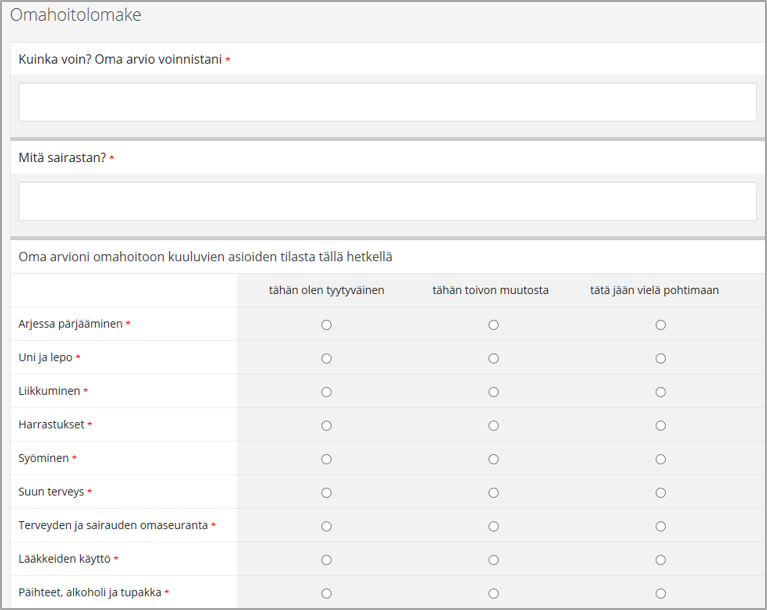 Omahoitolomake
Kuinka voin? Oma arvio voinnistani *
Mitä sairastan? *
Oma arvioni omahoitoon kuuluvien asioiden tilasta tällä hetkellä
tähän olen tyytyväinen tähän toivon muutosta tätä jään vielä pohtimaan
Arjessa pärjääminen *
Uni ja lepo *
Liikkuminen *
Harrastukset *
Syöminen *
Suun terveys *
Terveyden ja sairauden omaseuranta *
Lääkkeiden käyttö *
Päihteet, alkoholi ja tupakka *